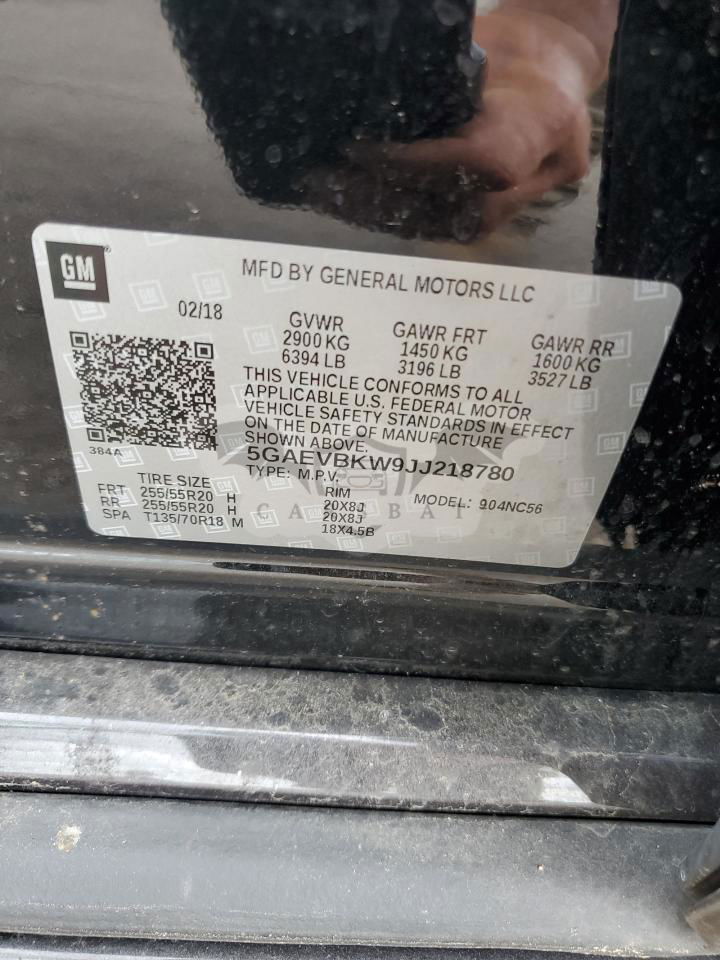 GM
MFD BY GENERAL MOTORS LLC
02/18
GVWR GAWR FRT GAWR RR
2900 KG 1450 KG 1600 KG
6394 LB 3196 LB 3527 LB
THIS VEHICLE CONFORMS TO ALL
APPLICABLE U.S. FEDERAL MOTOR
VEHICLE SAFETY STANDARDS IN EFFECT
ON THE DATE OF MANUFACTURE
SHOWN ABOVE.
384A
5GAEVBKW9JJ218780
TYPE: M.P.V. MODEL: 904NC56
TIRE SIZE RIM
FRT 255/55R20 H 20X8J
RR 255/55R20 H 20X8J
SPA T135/70R18 M 18X4.5B